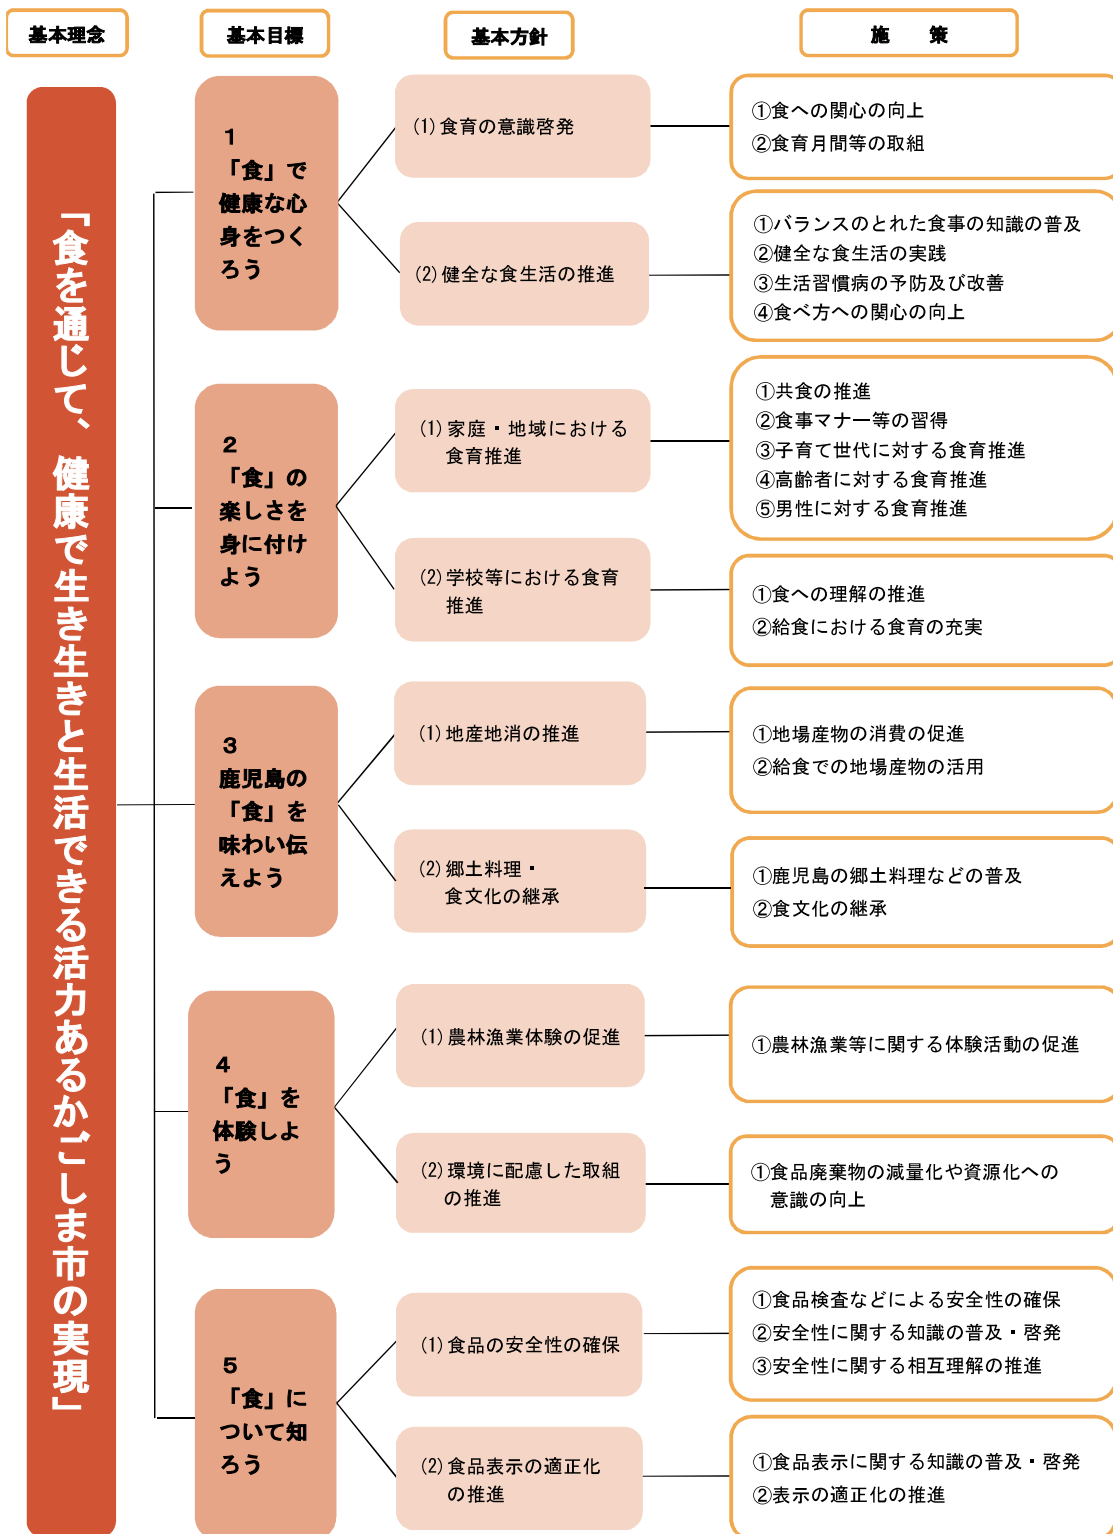 基本理念
基本目標
基本方針
施　　策
「食を通じて、健康で生き生きと生活できる活力あるかごしま市の実現」
1
「食」で
健康な心
身をつく
ろう
(1) 食育の意識啓発
①食への関心の向上
②食育月間等の取組
(2) 健全な食生活の推進
①バランスのとれた食事の知識の普及
②健全な食生活の実践
③生活習慣病の予防及び改善
④食べ方への関心の向上
2
「食」の
楽しさを
身に付け
よう
(1) 家庭・地域における
食育推進
①共食の推進
②食事マナー等の習得
③子育て世代に対する食育推進
④高齢者に対する食育推進
⑤男性に対する食育推進
(2) 学校等における食育
推進
①食への理解の推進
②給食における食育の充実
3
鹿児島の
「食」を
味わい伝
えよう
(1) 地産地消の推進
①地場産物の消費の促進
②給食での地場産物の活用
(2) 郷土料理・
食文化の継承
①鹿児島の郷土料理などの普及
②食文化の継承
4
「食」を
体験しよ
う
(1) 農林漁業体験の促進
①農林漁業等に関する体験活動の促進
(2) 環境に配慮した取組
の推進
①食品廃棄物の減量化や資源化への
意識の向上
5
「食」に
ついて知
ろう
(1) 食品の安全性の確保
①食品検査などによる安全性の確保
②安全性に関する知識の普及・啓発
③安全性に関する相互理解の推進
(2) 食品表示の適正化
の推進
①食品表示に関する知識の普及・啓発
②表示の適正化の推進